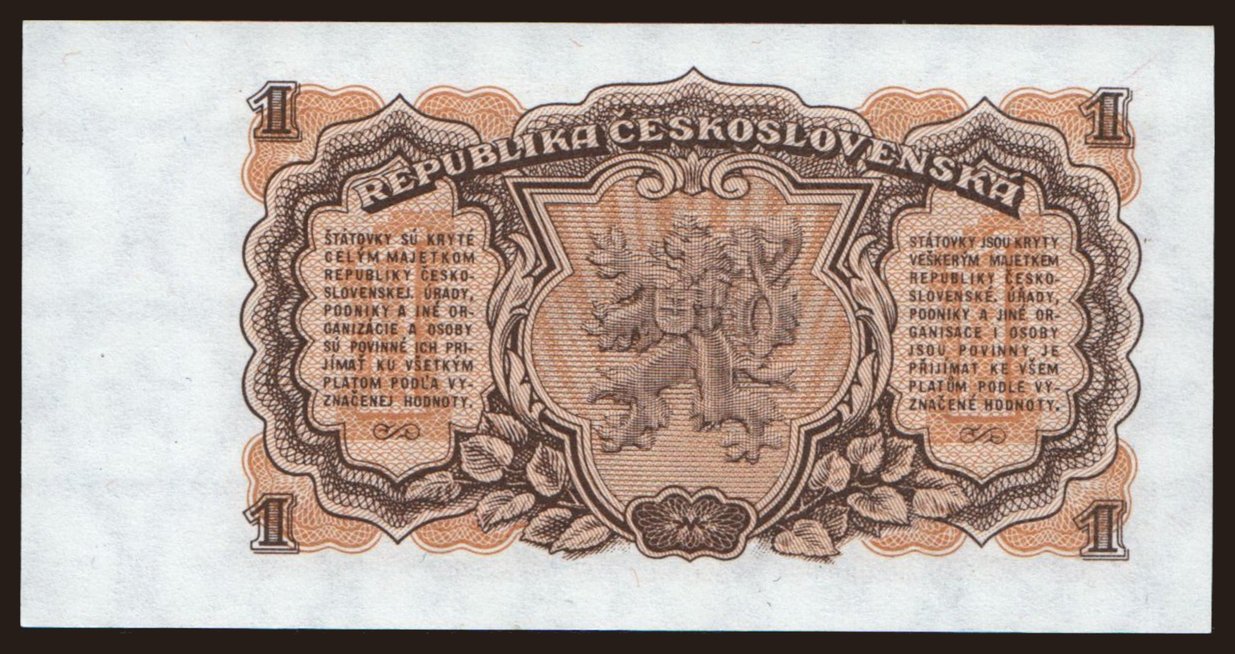 1
1
REPUBLIKA ČESKOSLOVENSKÁ
ŠTÁTOVKY SÚ KRYTÉ
CELÝM MAJETKOM
REPUBLIKY ČESKO-
SLOVENSKEJ. ÚRADY,
PODNIKY A INÉ OR-
GANIZÁCIE A OSOBY
SÚ POVINNÉ ICH PRI-
JÍMAŤ KU VŠETKÝM
PLATOM PODĽA VY-
ZNAČENEJ HODNOTY.
STÁTOVKY JSOU KRYTY
VEŠKERÝM MAJETKEM
REPUBLIKY ČESKO-
SLOVENSKÉ. ÚŘADY,
PODNIKY A JINÉ OR-
GANISACE I OSOBY
JSOU POVINNY JE
PŘIJÍMAT KE VŠEM
PLATŮM PODLE VY-
ZNAČENÉ HODNOTY.
1
1